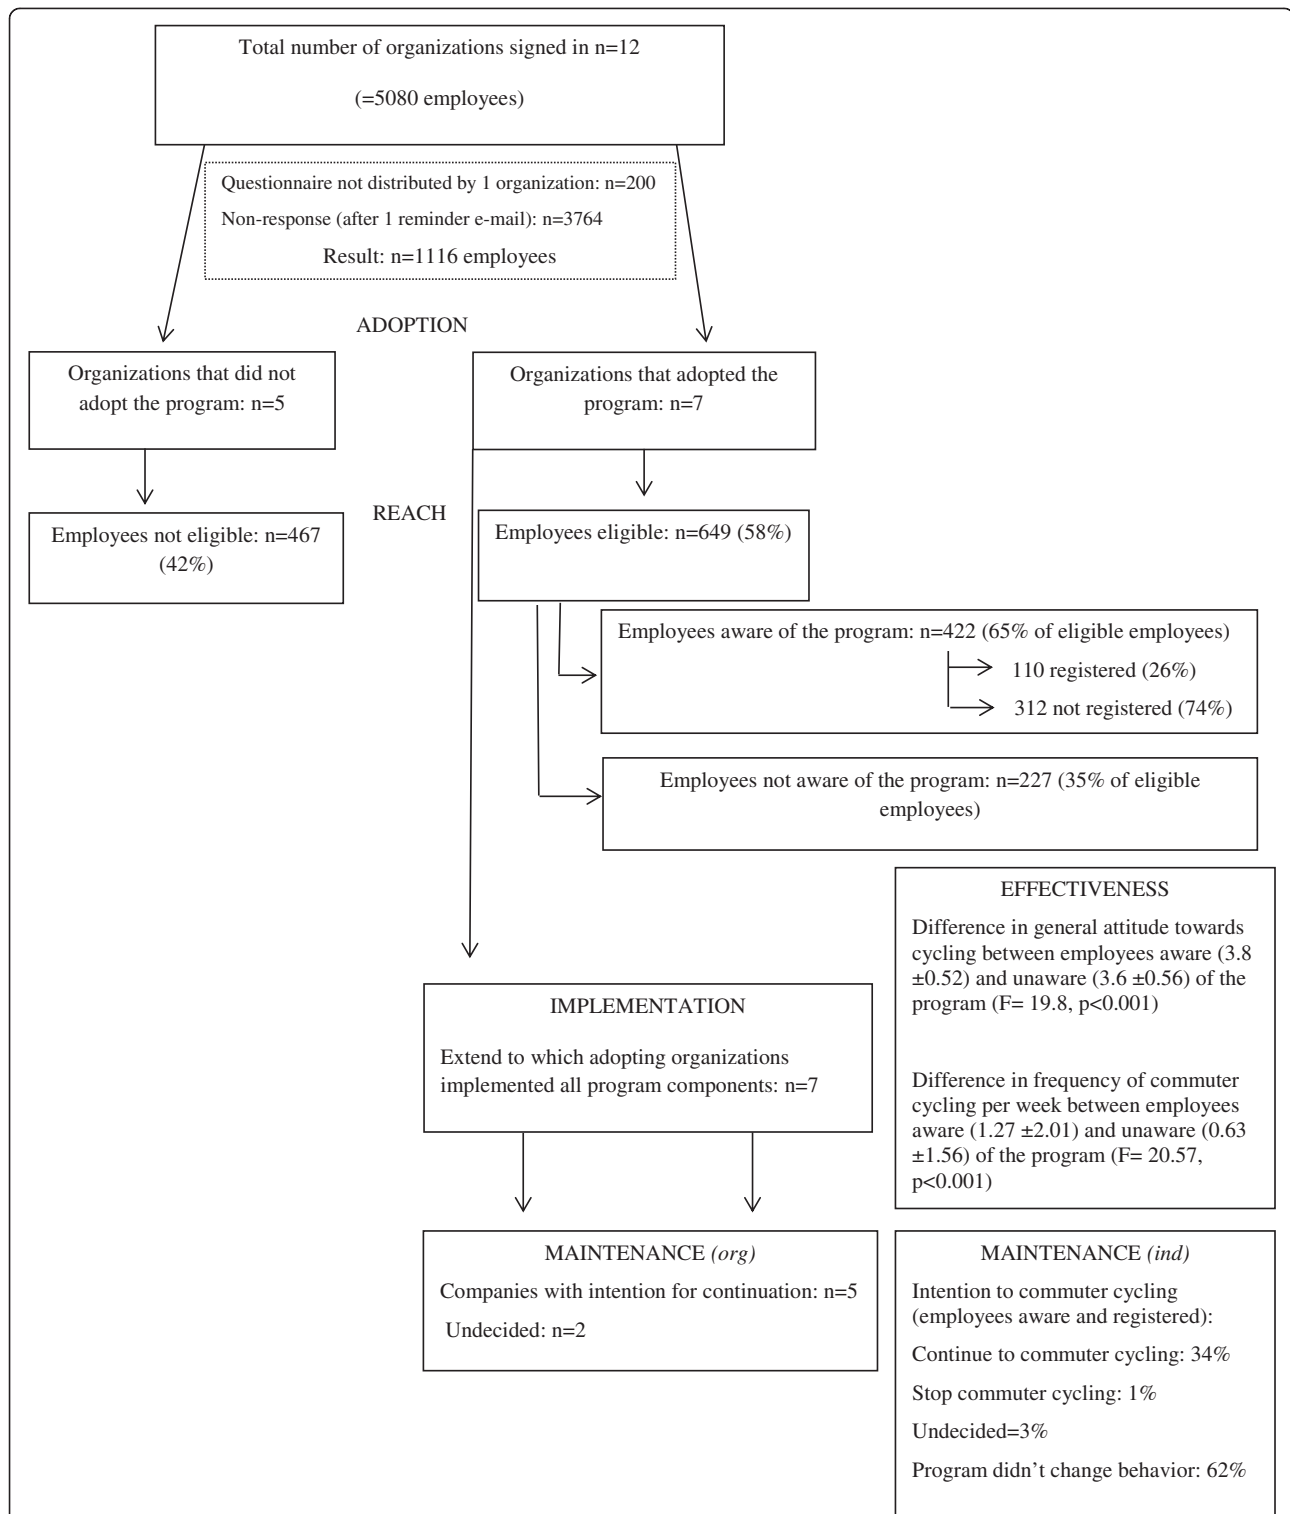 Total number of organizations signed in n=12
(=5080 employees)
Questionnaire not distributed by 1 organization: n=200
Non-response (after 1 reminder e-mail): n=3764
Result: n=1116 employees
ADOPTION
Organizations that did not
adopt the program: n=5
Organizations that adopted the
program: n=7
REACH
Employees not eligible: n=467
(42%)
Employees eligible: n=649 (58%)
Employees aware of the program: n=422 (65% of eligible employees)
110 registered (26%)
312 not registered (74%)
Employees not aware of the program: n=227 (35% of eligible
employees)
EFFECTIVENESS
Difference in general attitude towards
cycling between employees aware (3.8
±0.52) and unaware (3.6 ±0.56) of the
program (F= 19.8, p<0.001)
Difference in frequency of commuter
cycling per week between employees
aware (1.27 ±2.01) and unaware (0.63
±1.56) of the program (F= 20.57,
p<0.001)
IMPLEMENTATION
Extend to which adopting organizations
implemented all program components: n=7
MAINTENANCE (org)
Companies with intention for continuation: n=5
Undecided: n=2
MAINTENANCE (ind)
Intention to commuter cycling
(employees aware and registered):
Continue to commuter cycling: 34%
Stop commuter cycling: 1%
Undecided=3%
Program didn't change behavior: 62%